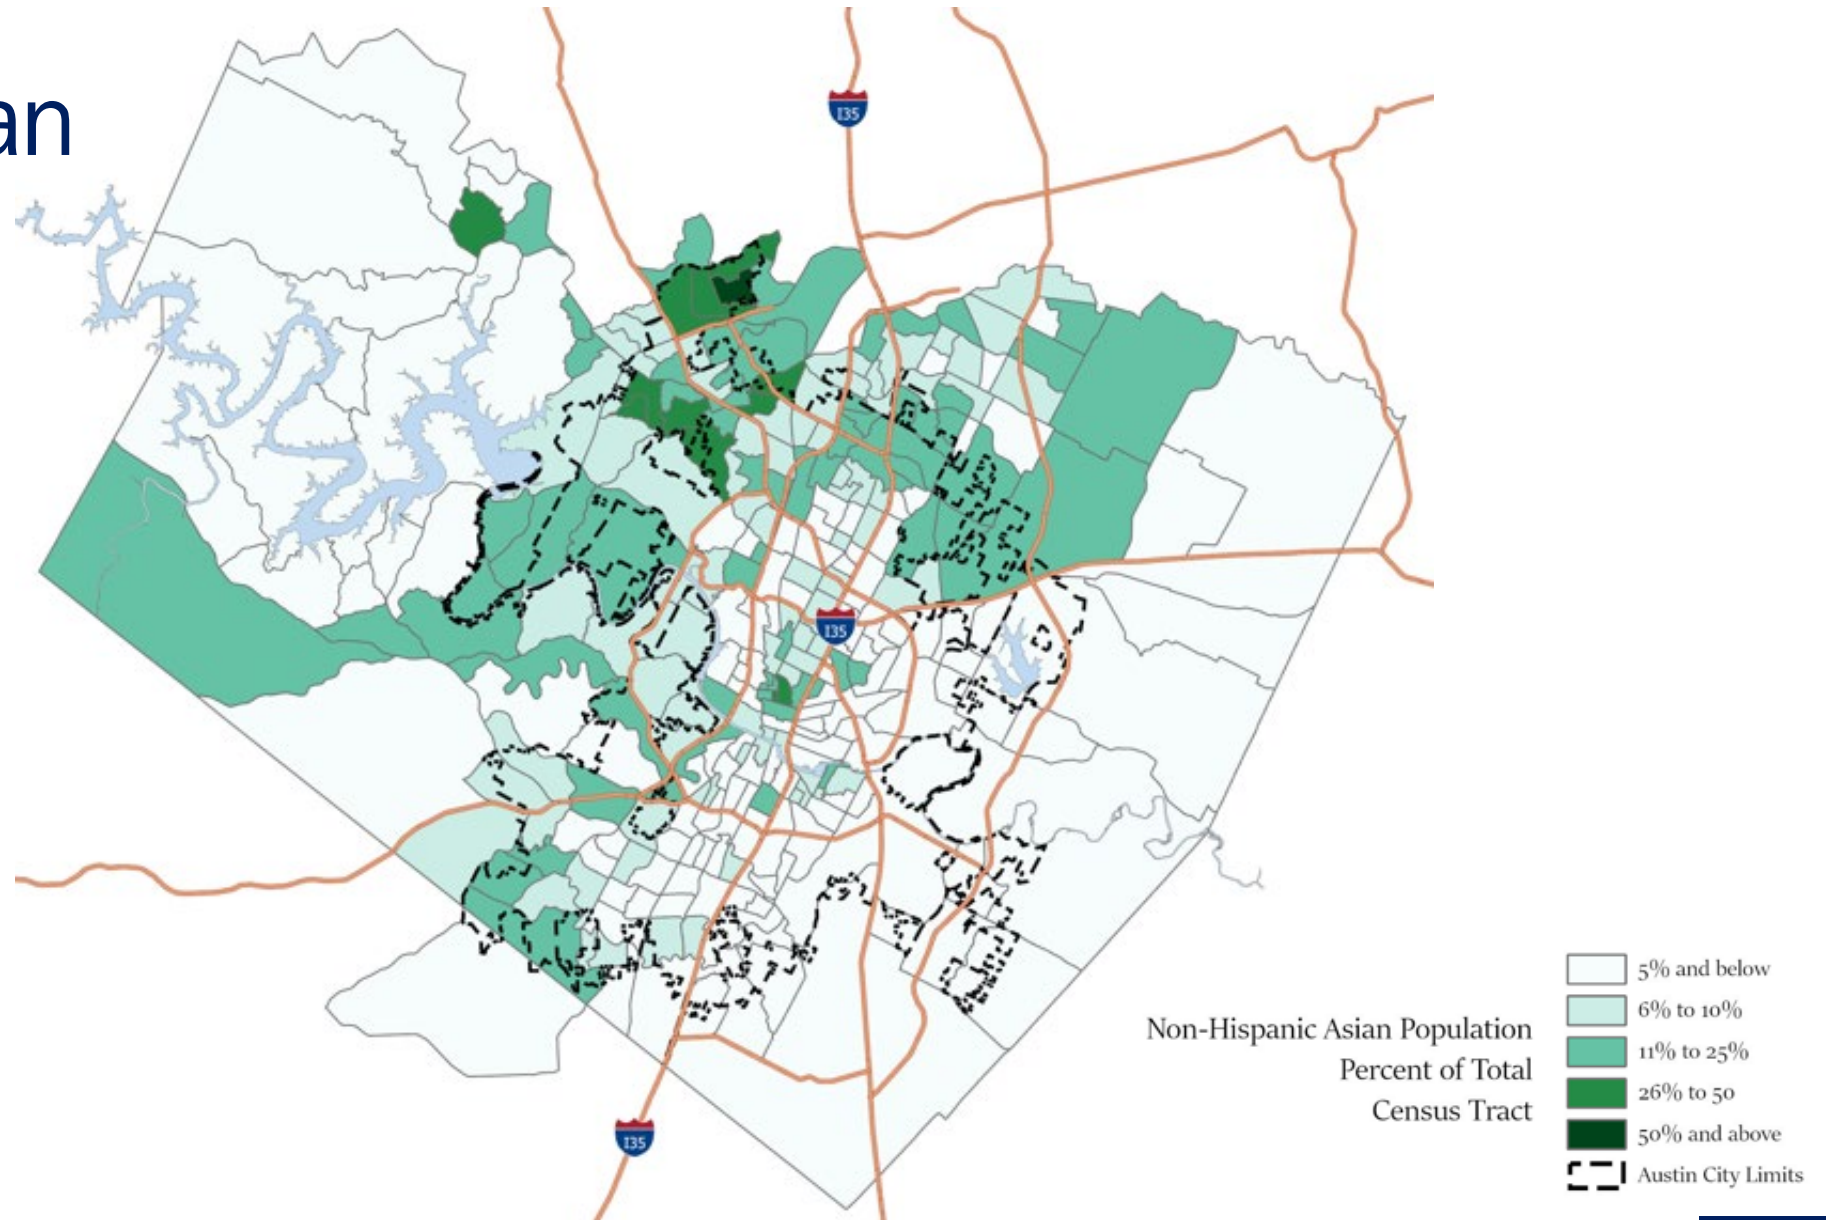 an
I35
I35
I35
Non-Hispanic Asian Population
Percent of Total
Census Tract
5% and below
6% to 10%
11% to 25%
26% to 50
50% and above
Austin City Limits